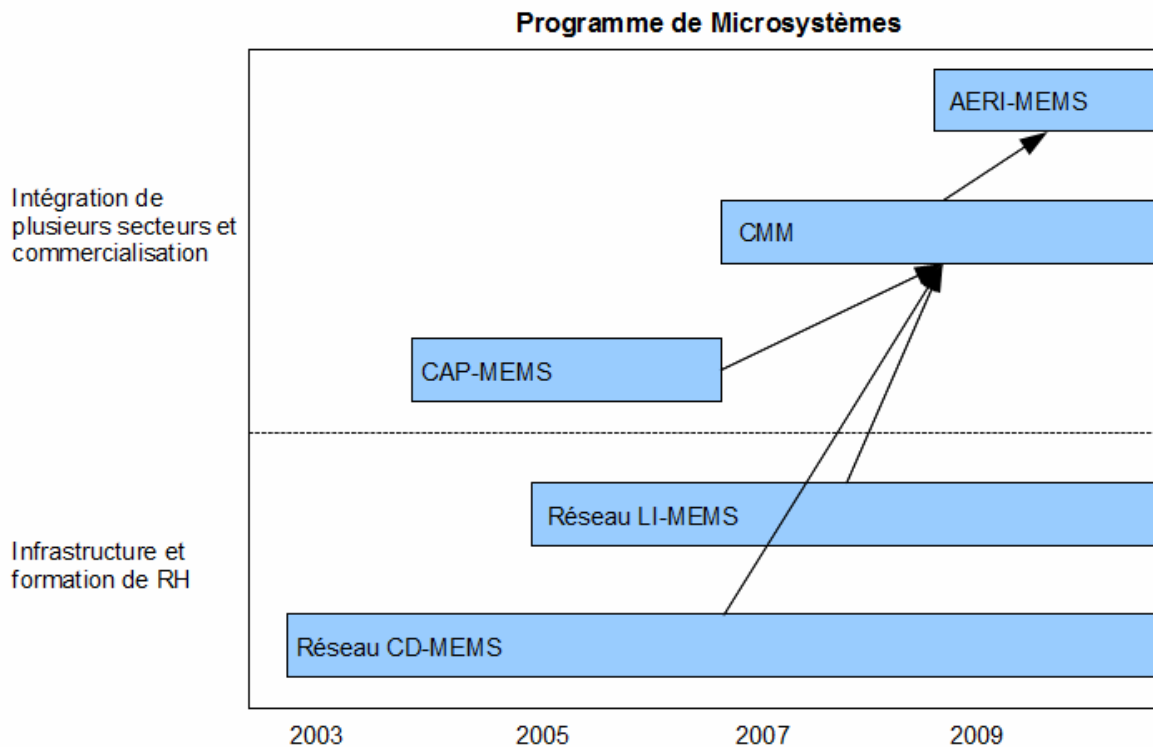 Programme de Microsystèmes
AERI-MEMS
Intégration de
plusieurs secteurs et
commercialisation
CMM
CAP-MEMS
Réseau LI-MEMS
Infrastructure et
formation de RH
Réseau CD-MEMS
2003 2005 2007 2009